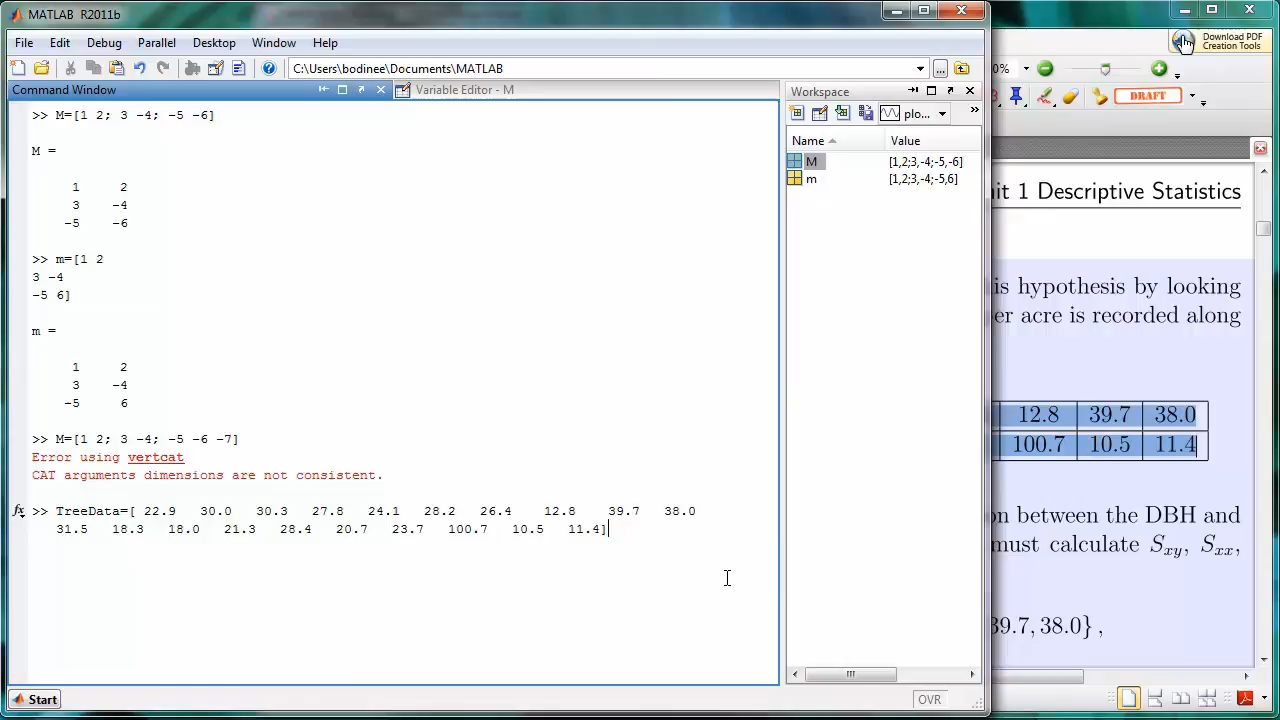 MATLAB R2011b
File Edit Debug Parallel Desktop Window Help
C:\Users\bodinee\Documents\MATLAB
Command Window
Variable Editor - M
>> M=[1 2; 3 -4; -5 -6]
M =
1 2
3 -4
-5 -6
>> m=[1 2
3 -4
-5 6]
m =
1 2
3 -4
-5 6
>> M=[1 2; 3 -4; -5 -6 -7]
Error using vertcat
CAT arguments dimensions are not consistent.
fx >> TreeData=[ 22.9 30.0 30.3 27.8 24.1 28.2 26.4 12.8 39.7 38.0
31.5 18.3 18.0 21.3 28.4 20.7 23.7 100.7 10.5 11.4]
Start
OVR
Workspace
plo...
Name Value
M [1,2;3,-4;-5,-6]
m [1,2;3,-4;-5,6]
Download PDF
Creation Tools
0%
DRAFT
it 1 Descriptive Statistics
is hypothesis by looking
er acre is recorded along
12.8 39.7 38.0
100.7 10.5 11.4
on between the DBH and
must calculate Sxy, Sxx,
39.7, 38.0} ,